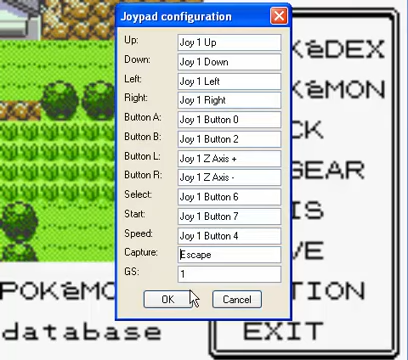 Joypad configuration
Up: Joy 1 Up
Down: Joy 1 Down
Left: Joy 1 Left
Right: Joy 1 Right
Button A: Joy 1 Button 0
Button B: Joy 1 Button 2
Button L: Joy 1 Z Axis +
Button R: Joy 1 Z Axis -
Select: Joy 1 Button 6
Start: Joy 1 Button 7
Speed: Joy 1 Button 4
Capture: Escape
GS: 1
OK Cancel
KéDEX
KéMON
CK
GEAR
IS
VE
TION
EXIT
POKéMO
database